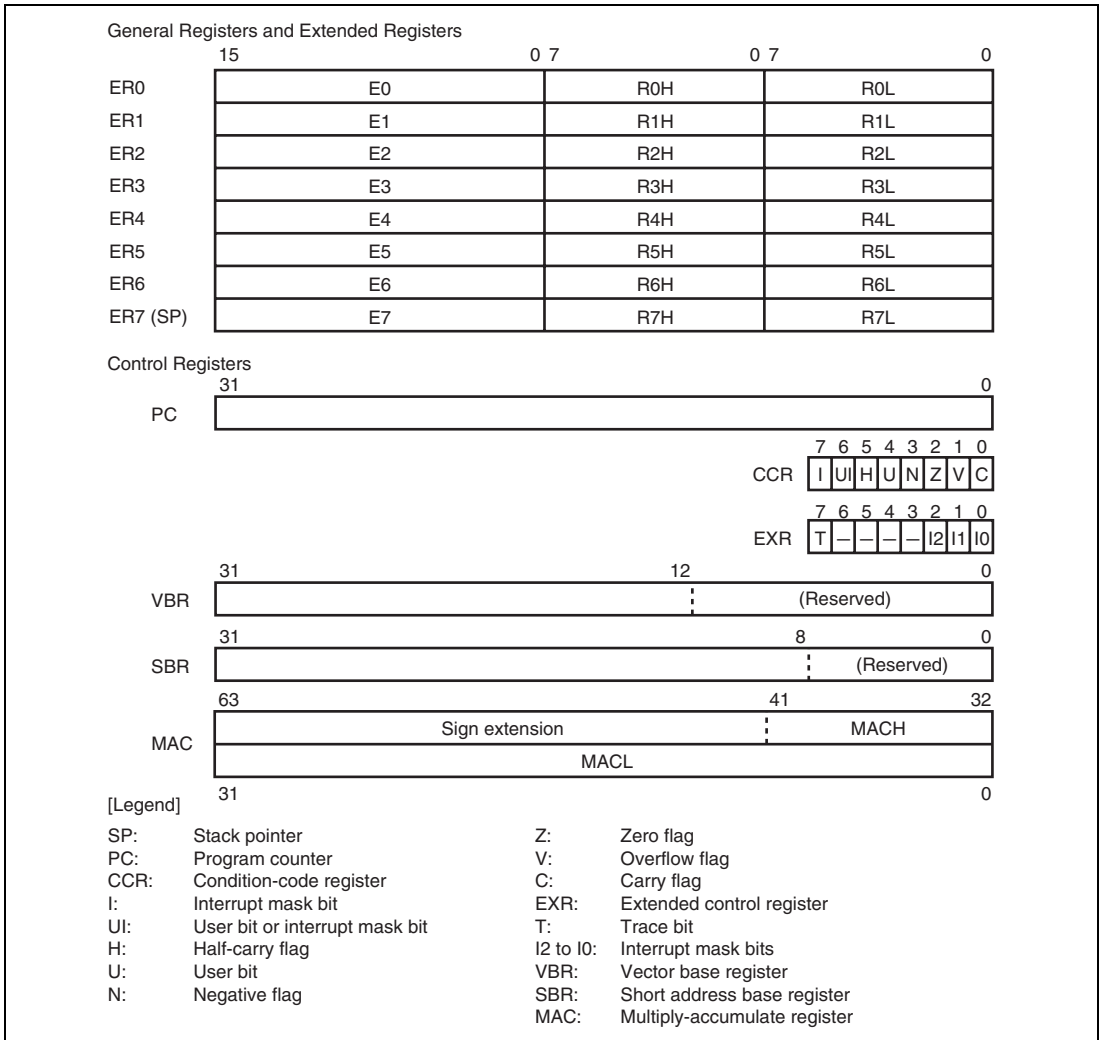 General Registers and Extended Registers
15 0 7 0 7 0
ER0 E0 R0H R0L
ER1 E1 R1H R1L
ER2 E2 R2H R2L
ER3 E3 R3H R3L
ER4 E4 R4H R4L
ER5 E5 R5H R5L
ER6 E6 R6H R6L
ER7 (SP) E7 R7H R7L
Control Registers
31 0
PC
7 6 5 4 3 2 1 0
CCR I UI H U N Z V C
7 6 5 4 3 2 1 0
EXR T — — — — I2 I1 I0
31 12 0
VBR (Reserved)
31 8 0
SBR (Reserved)
63 41 32
MAC Sign extension MACH
MACL
31 0
[Legend]
SP: Stack pointer
PC: Program counter
CCR: Condition-code register
I: Interrupt mask bit
UI: User bit or interrupt mask bit
H: Half-carry flag
U: User bit
N: Negative flag
Z: Zero flag
V: Overflow flag
C: Carry flag
EXR: Extended control register
T: Trace bit
I2 to I0: Interrupt mask bits
VBR: Vector base register
SBR: Short address base register
MAC: Multiply-accumulate register